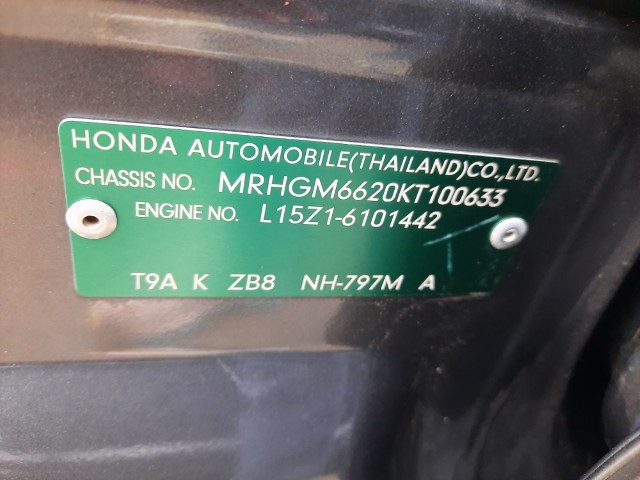 HONDA AUTOMOBILE(THAILAND)CO.,LTD.
CHASSIS NO. MRHGM6620KT100633
ENGINE NO. L15Z1-6101442
T9A K ZB8 NH-797M A